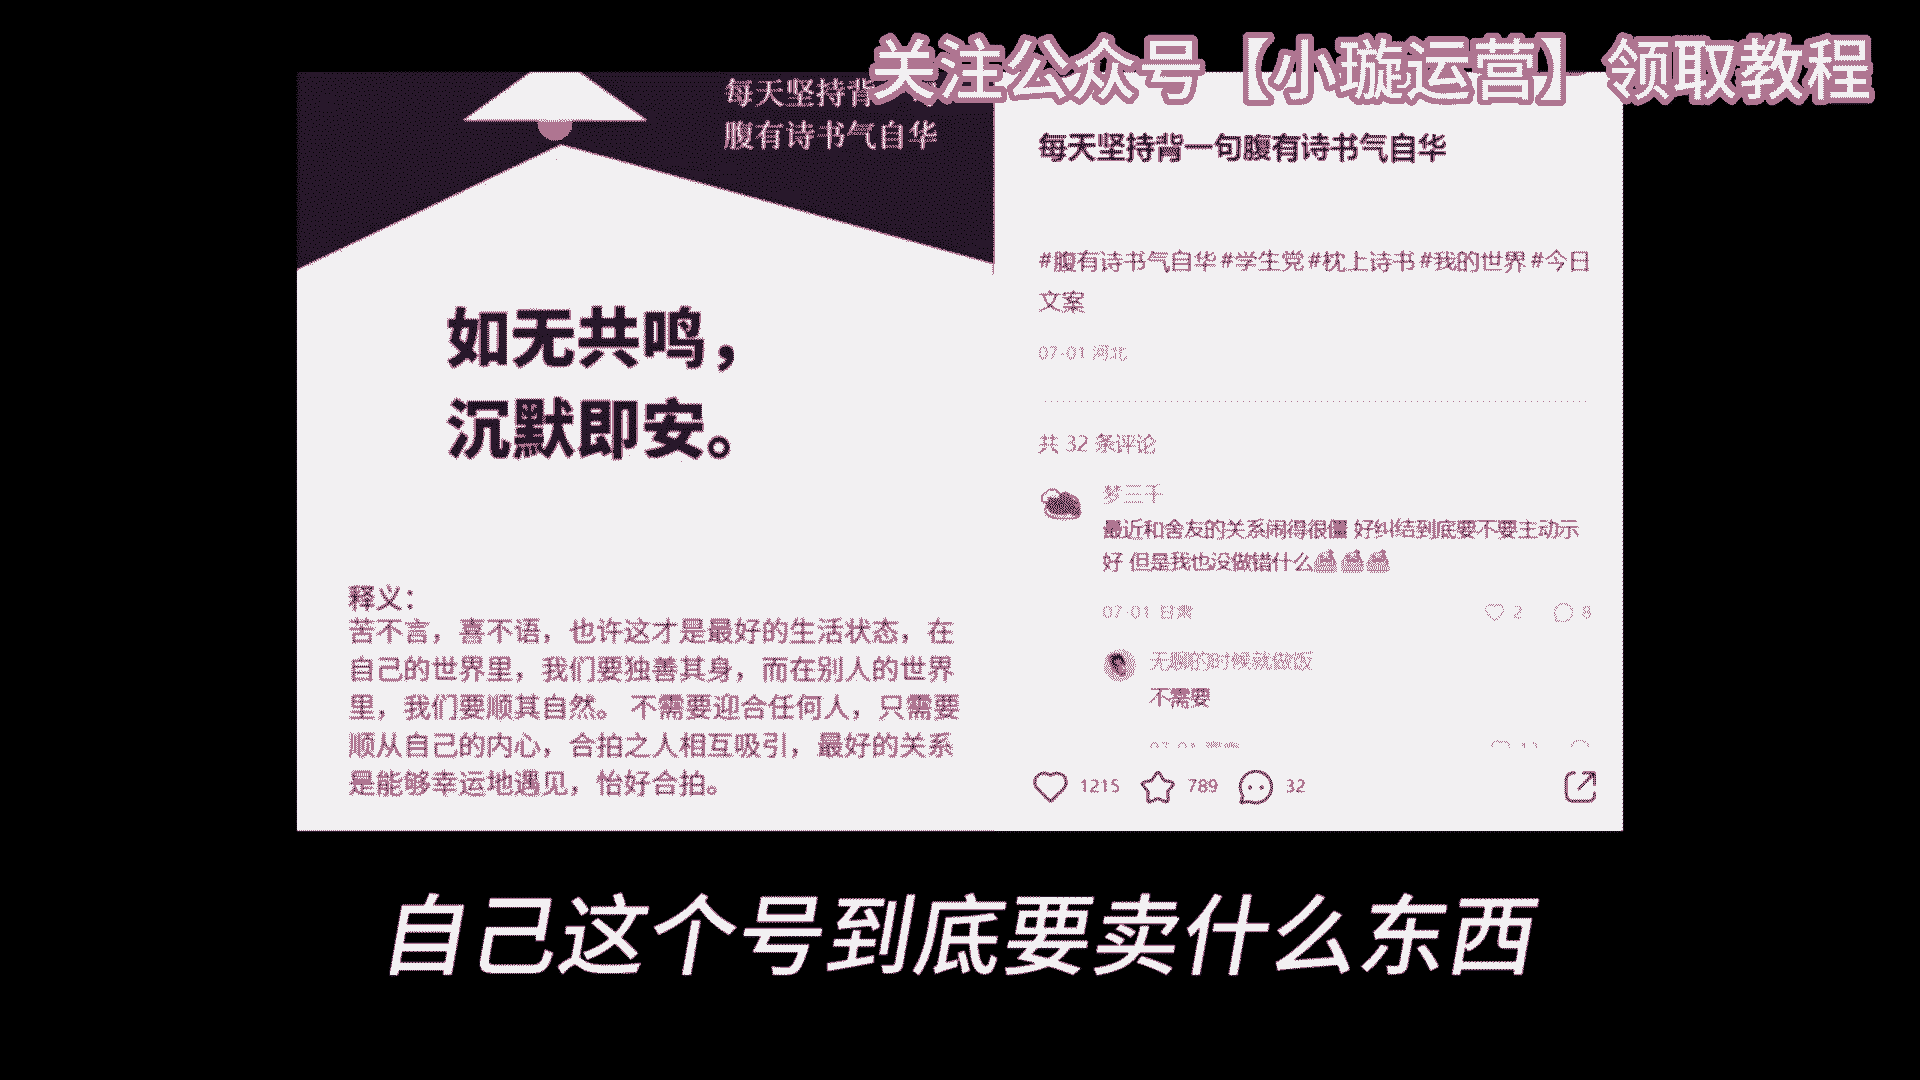 关注公众号【小璇运营】领取教程
每天坚持背
腹有诗书气自华
如无共鸣，
沉默即安。
释义：
苦不言，喜不语，也许这才是最好的生活状态，在
自己的世界里，我们要独善其身，而在别人的世界
里，我们要顺其自然。 不需要迎合任何人，只需要
顺从自己的内心，合拍之人相互吸引，最好的关系
是能够幸运地遇见，恰好合拍。
每天坚持背一句腹有诗书气自华
#腹有诗书气自华 #学生党 #枕上诗书 #我的世界 #今日
文案
07-01 河北
共 32 条评论
梦三千
最近和舍友的关系闹得很僵 好纠结到底要不要主动示
好 但是我也没做错什么
07-01 甘肃
2
8
无聊的时候就做饭
不需要
1215
789
32
自己这个号到底要卖什么东西